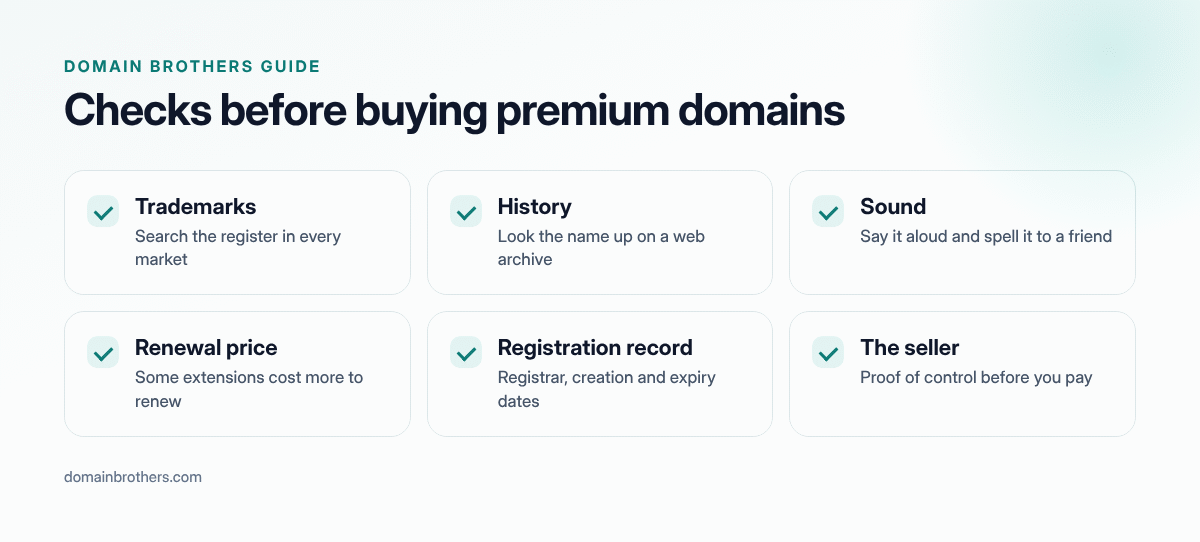 DOMAIN BROTHERS GUIDE
Checks before buying premium domains
Trademarks
Search the register in every
market
History
Look the name up on a web
archive
Sound
Say it aloud and spell it to a friend
Renewal price
Some extensions cost more to
renew
Registration record
Registrar, creation and expiry
dates
The seller
Proof of control before you pay
domainbrothers.com